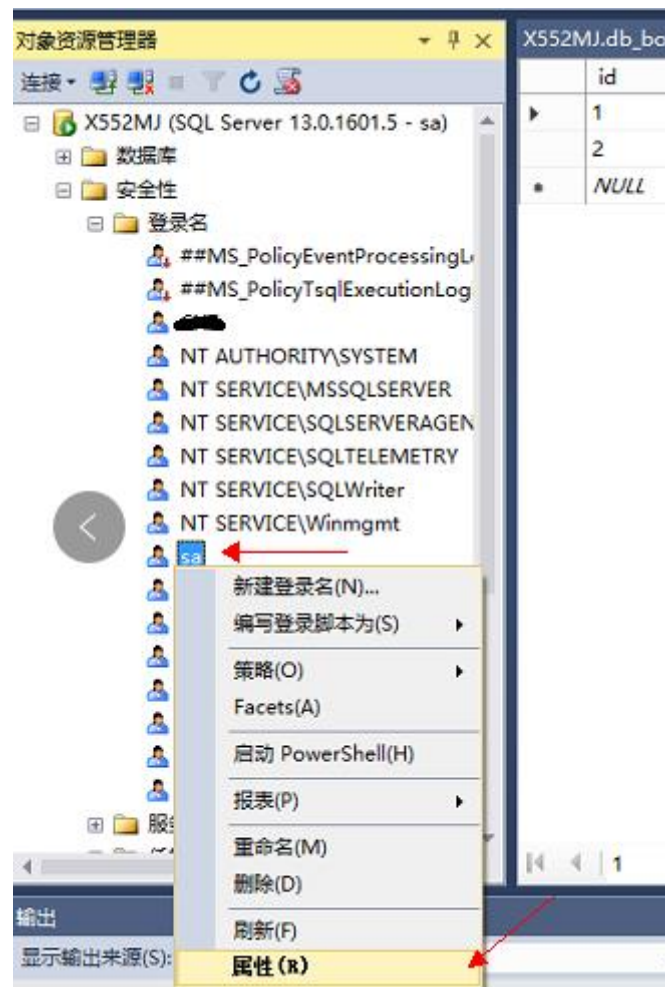 对象资源管理器
X552MJ.db_bo
连接
id
X552MJ (SQL Server 13.0.1601.5 - sa)
1
数据库
2
安全性
NULL
登录名
##MS_PolicyEventProcessingL
##MS_PolicyTsqlExecutionLog
NT AUTHORITY\SYSTEM
NT SERVICE\MSSQLSERVER
NT SERVICE\SQLSERVERAGEN
NT SERVICE\SQLTELEMETRY
NT SERVICE\SQLWriter
NT SERVICE\Winmgmt
sa
新建登录名(N)...
编写登录脚本为(S)
策略(O)
Facets(A)
启动 PowerShell(H)
报表(P)
重命名(M)
删除(D)
1
输出
刷新(F)
显示输出来源(S):
属性(R)